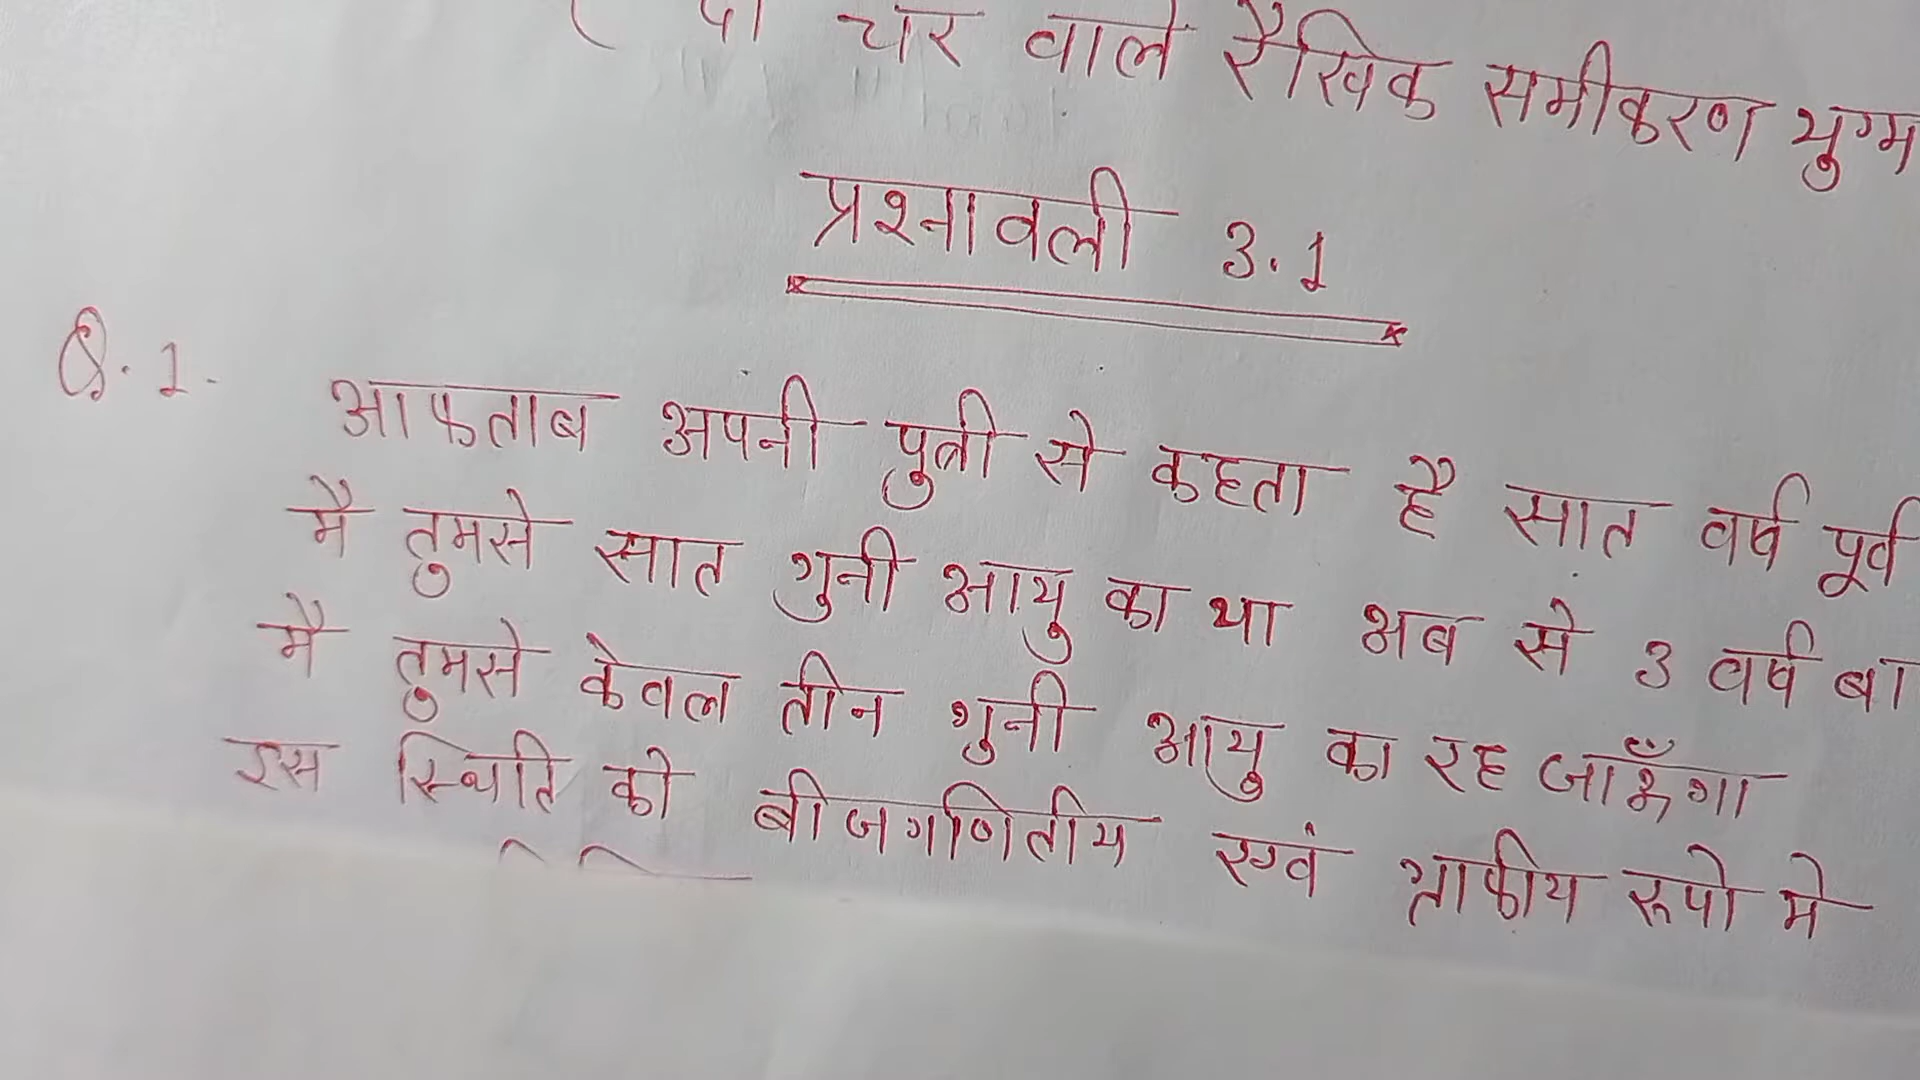 ( दो चर वाले रैखिक समीकरण युग्म
प्रश्नावली 3.1
Q.1. आफताब अपनी पुत्री से कहता है सात वर्ष पूर्व
मै तुमसे सात गुनी आयु का था अब से 3 वर्ष बा
मै तुमसे केवल तीन गुनी आयु का रह जाऊँगा
इस स्थिति को बीजगणितीय एवं ग्राफीय रूपो मे